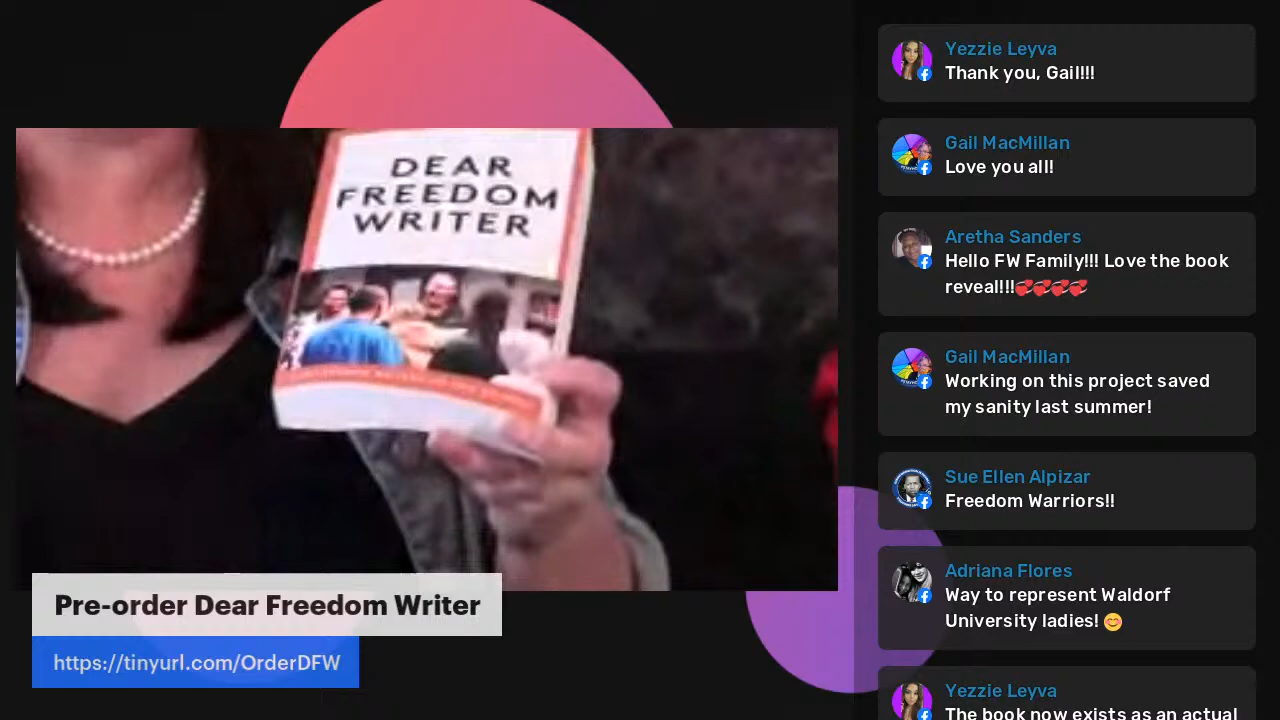 DEAR
FREEDOM
WRITER
Pre-order Dear Freedom Writer
https://tinyurl.com/OrderDFW
Yezzie Leyva
Thank you, Gail!!!
Gail MacMillan
Love you all!
Aretha Sanders
Hello FW Family!!! Love the book
reveal!!!💞💞💞💞
Gail MacMillan
Working on this project saved
my sanity last summer!
Sue Ellen Alpizar
Freedom Warriors!!
Adriana Flores
Way to represent Waldorf
University ladies! 😊
Yezzie Leyva
The book now exists as an actual